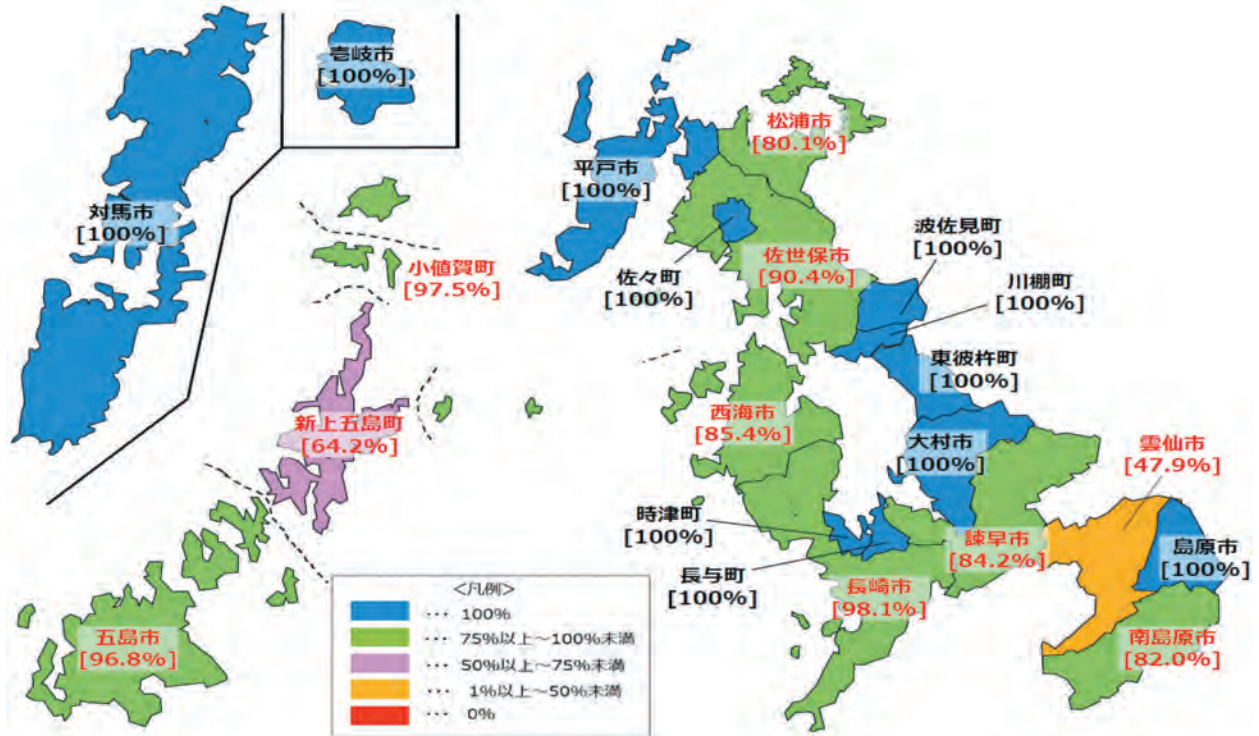 壱岐市
[100%]
松浦市
[80.1%]
平戸市
[100%]
対馬市
[100%]
波佐見町
[100%]
小値賀町
[97.5%]
佐々町
[100%]
佐世保市
[90.4%]
川棚町
[100%]
東彼杵町
[100%]
新上五島町
[64.2%]
西海市
[85.4%]
大村市
[100%]
雲仙市
[47.9%]
時津町
[100%]
諫早市
[84.2%]
島原市
[100%]
長与町
[100%]
長崎市
[98.1%]
五島市
[96.8%]
南島原市
[82.0%]
<凡例>
… 100%
… 75%以上~100%未満
… 50%以上~75%未満
… 1%以上~50%未満
… 0%